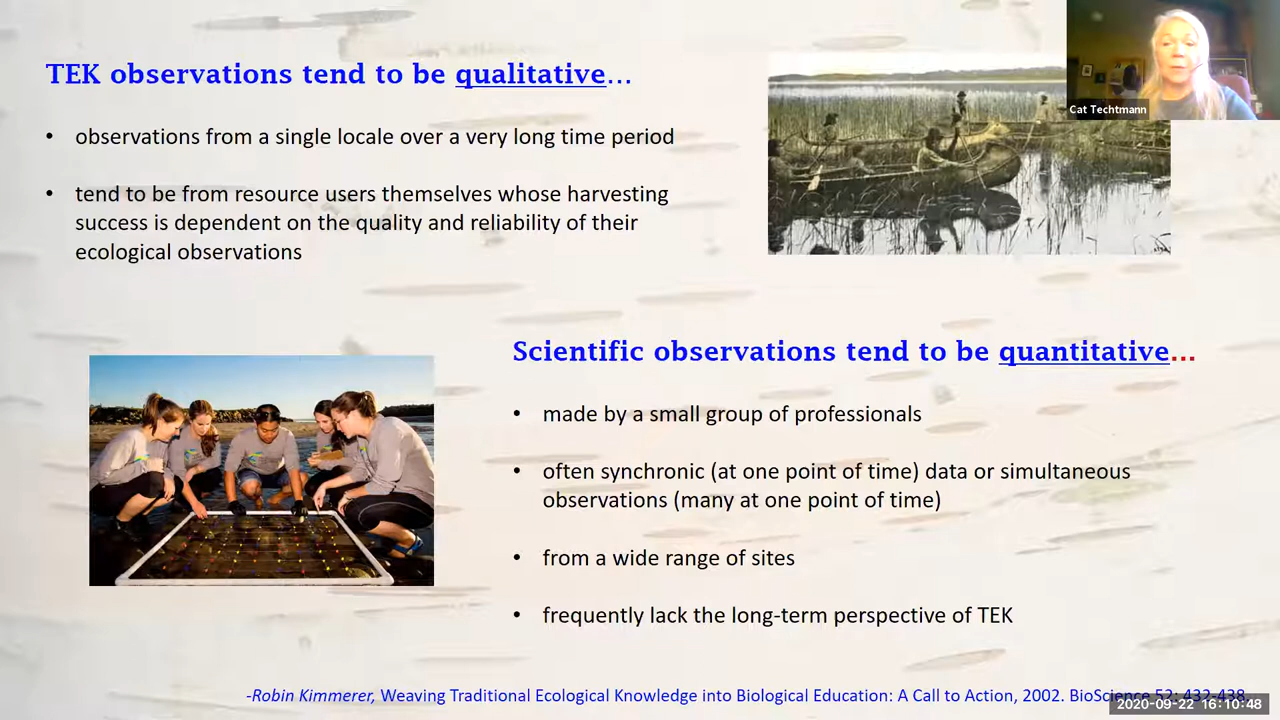 TEK observations tend to be qualitative...
• observations from a single locale over a very long time period
• tend to be from resource users themselves whose harvesting
success is dependent on the quality and reliability of their
ecological observations
Cat Techtmann
Scientific observations tend to be quantitative...
• made by a small group of professionals
• often synchronic (at one point of time) data or simultaneous
observations (many at one point of time)
• from a wide range of sites
• frequently lack the long-term perspective of TEK
-Robin Kimmerer, Weaving Traditional Ecological Knowledge into Biological Education: A Call to Action, 2002. BioScience 52: 432-438.
2020-09-22 16:10:48